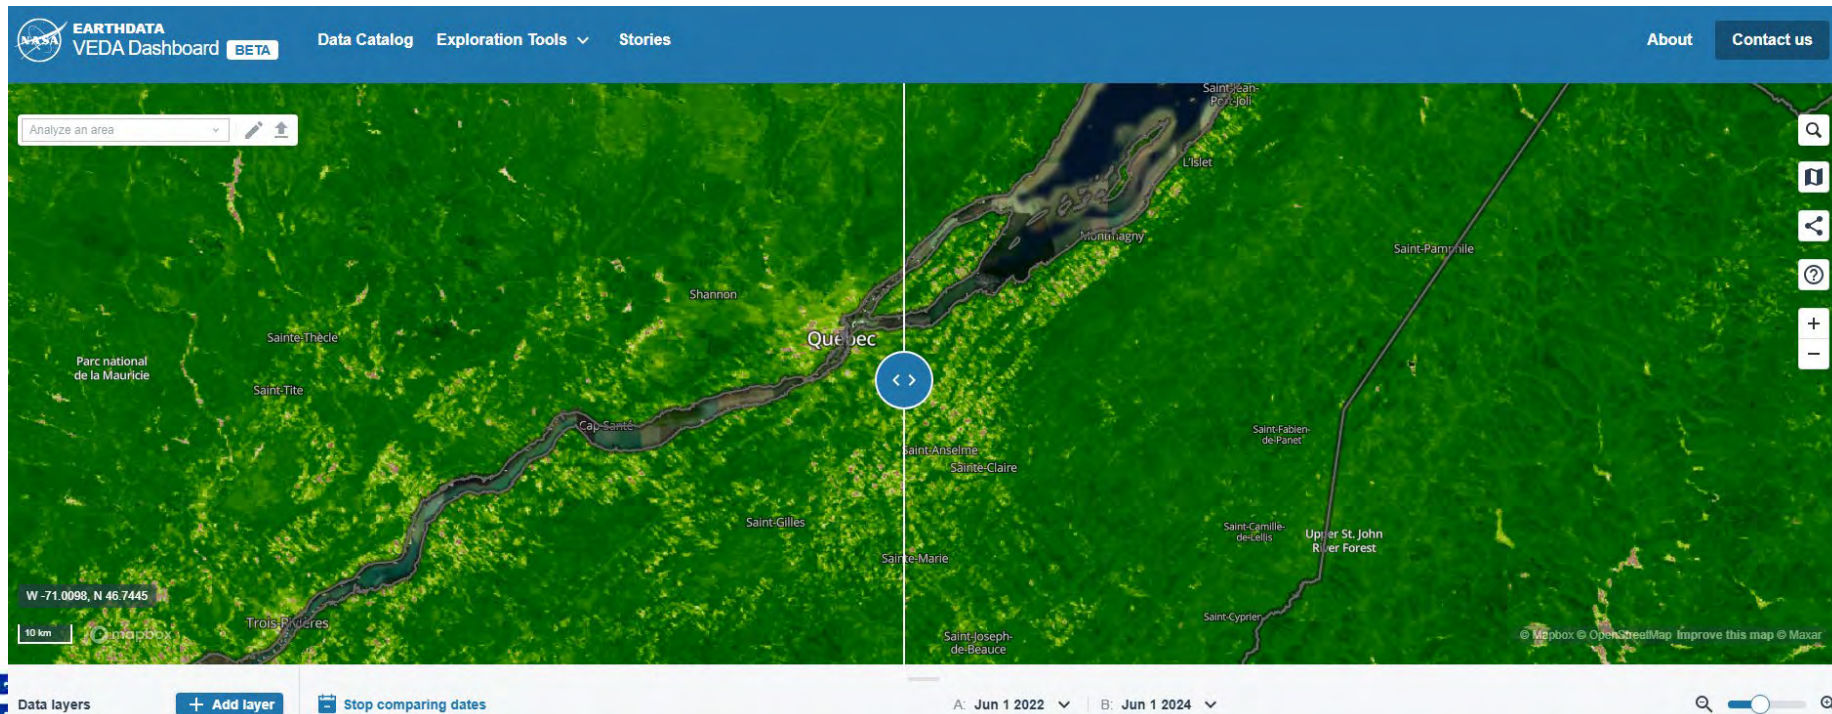 NASA
EARTHDATA
VEDA Dashboard BETA
Data Catalog
Exploration Tools
Stories
About
Contact us
Analyze an area
Saint-Jean-
Port-Joli
L'Islet
Montmagny
Saint-Pamphile
Shannon
Québec
Sainte-Thècle
Parc national
de la Mauricie
Saint-Tite
Cap-Santé
Saint-Anselme
Sainte-Claire
Saint-Fabien-
de-Panet
Saint-Gilles
Saint-Camille-
de-Lellis
Upper St. John
River Forest
Sainte-Marie
W -71.0098, N 46.7445
Trois-Rivières
Saint-Cyprien
10 km
mapbox
Saint-Joseph-
de-Beauce
© Mapbox © OpenStreetMap Improve this map © Maxar
Data layers
+ Add layer
Stop comparing dates
A: Jun 1 2022
B: Jun 1 2024